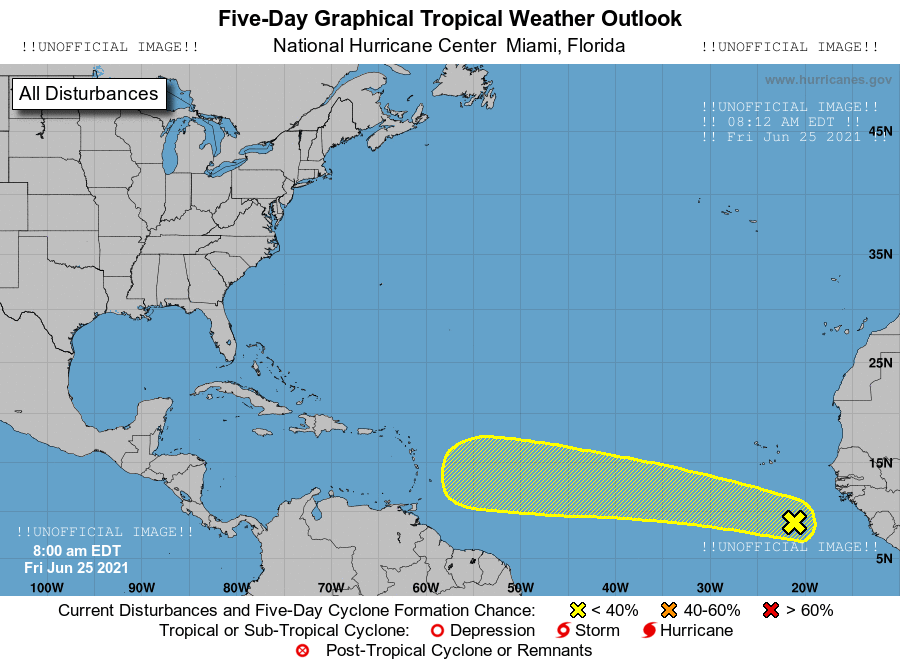 Five-Day Graphical Tropical Weather Outlook
!!UNOFFICIAL IMAGE!! National Hurricane Center Miami, Florida !!UNOFFICIAL IMAGE!!
www.hurricanes.gov
All Disturbances
!!UNOFFICIAL IMAGE!!
!! 08:12 AM EDT !!
!! Fri Jun 25 2021 !!
45N
35N
25N
15N
!!UNOFFICIAL IMAGE!!
!!UNOFFICIAL IMAGE!!
8:00 am EDT
5N
Fri Jun 25 2021
100W 90W 80W 70W 60W 50W 40W 30W 20W
Current Disturbances and Five-Day Cyclone Formation Chance: < 40% 40-60% > 60%
Tropical or Sub-Tropical Cyclone: Depression Storm Hurricane
Post-Tropical Cyclone or Remnants